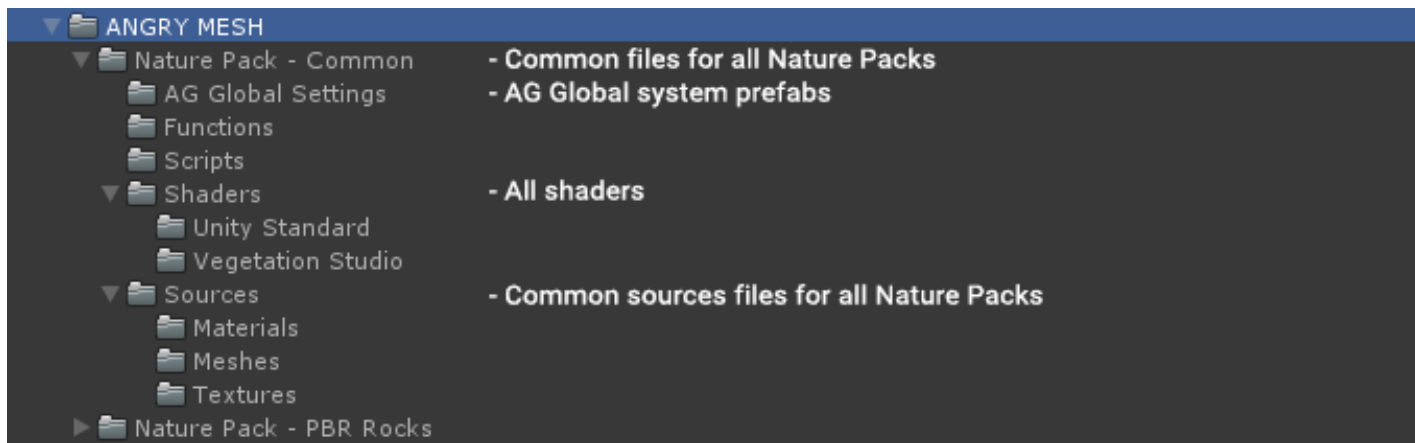 ANGRY MESH
Nature Pack - Common - Common files for all Nature Packs
AG Global Settings - AG Global system prefabs
Functions
Scripts
Shaders - All shaders
Unity Standard
Vegetation Studio
Sources - Common sources files for all Nature Packs
Materials
Meshes
Textures
Nature Pack - PBR Rocks